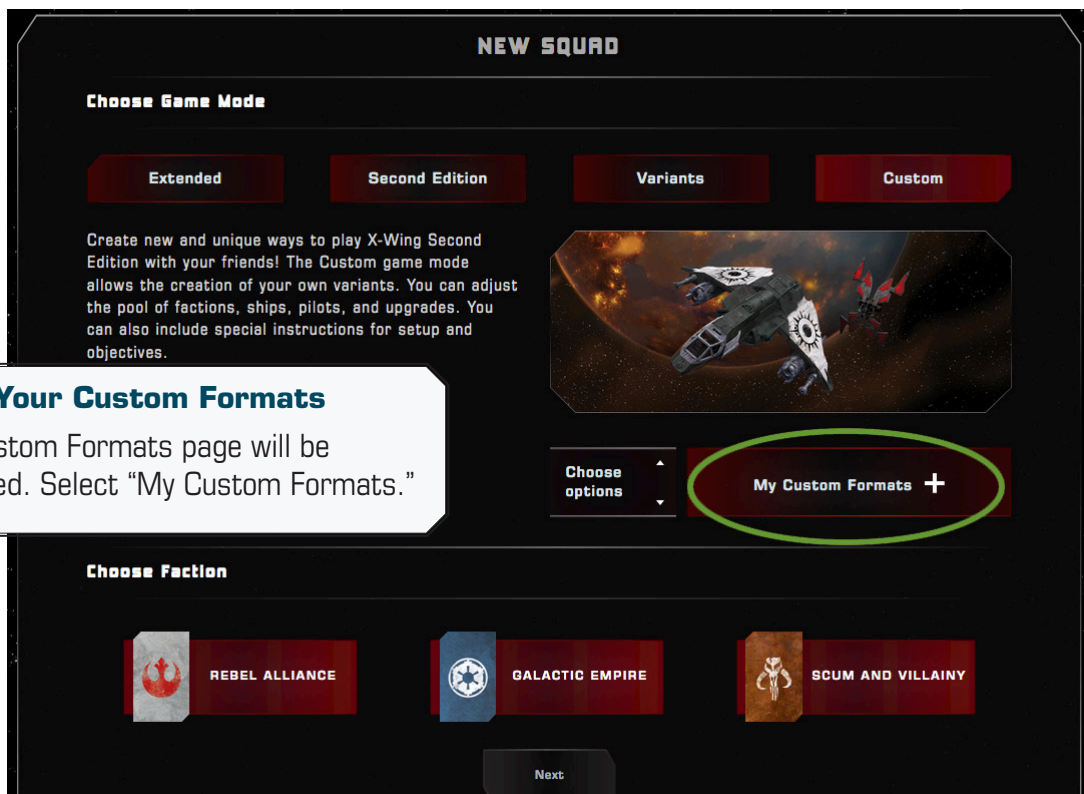 NEW SQUAD
Choose Game Mode
Extended
Second Edition
Variants
Custom
Create new and unique ways to play X-Wing Second
Edition with your friends! The Custom game mode
allows the creation of your own variants. You can adjust
the pool of factions, ships, pilots, and upgrades. You
can also include special instructions for setup and
objectives.
Your Custom Formats
stom Formats page will be
ed. Select “My Custom Formats.”
Choose
options
My Custom Formats +
Choose Faction
REBEL ALLIANCE
GALACTIC EMPIRE
SCUM AND VILLAINY
Next